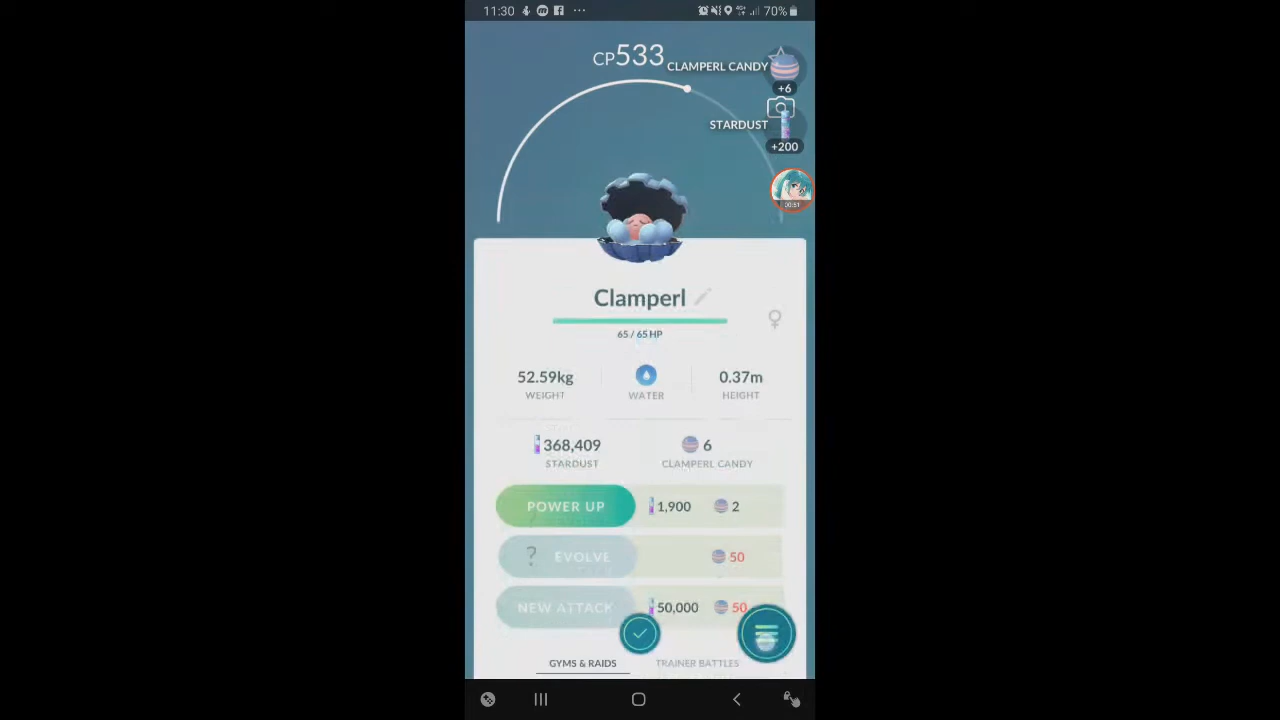 11:30 70%
CP533
CLAMPERL CANDY
+6
STARDUST
+200
00:51
Clamperl
65 / 65 HP
52.59kg 0.37m
WEIGHT WATER HEIGHT
368,409 6
STARDUST CLAMPERL CANDY
POWER UP 1,900 2
? EVOLVE 50
NEW ATTACK 50,000 50
GYMS & RAIDS TRAINER BATTLES